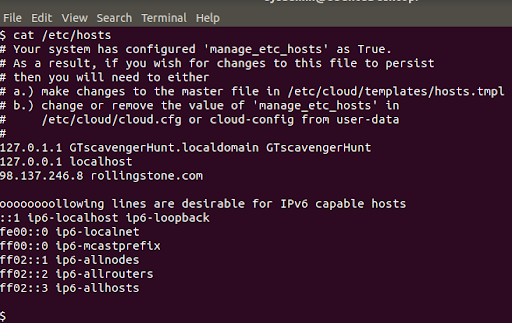 File Edit View Search Terminal Help
$ cat /etc/hosts
# Your system has configured 'manage_etc_hosts' as True.
# As a result, if you wish for changes to this file to persist
# then you will need to either
# a.) make changes to the master file in /etc/cloud/templates/hosts.tmpl
# b.) change or remove the value of 'manage_etc_hosts' in
#     /etc/cloud/cloud.cfg or cloud-config from user-data
#
127.0.1.1 GTscavengerHunt.localdomain GTscavengerHunt
127.0.0.1 localhost
98.137.246.8 rollingstone.com

oooooooollowing lines are desirable for IPv6 capable hosts
::1 ip6-localhost ip6-loopback
fe00::0 ip6-localnet
ff00::0 ip6-mcastprefix
ff02::1 ip6-allnodes
ff02::2 ip6-allrouters
ff02::3 ip6-allhosts

$